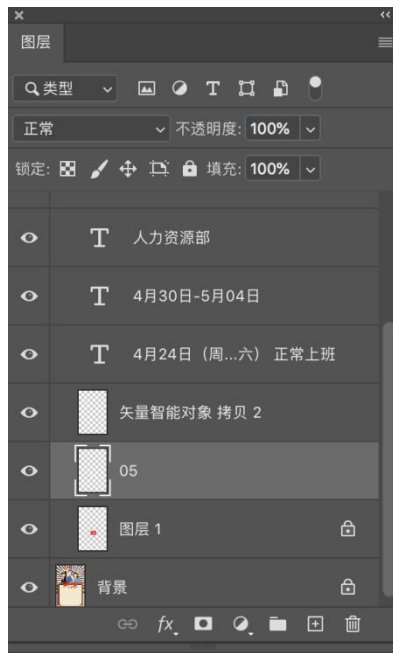 图层
类型
正常 不透明度: 100%
锁定: 填充: 100%
T 人力资源部
T 4月30日-5月04日
T 4月24日（周...六） 正常上班
矢量智能对象 拷贝 2
05
图层 1
背景
fx